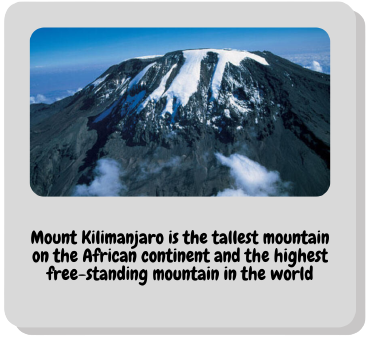 Mount Kilimanjaro is the tallest mountain
on the African continent and the highest
free-standing mountain in the world